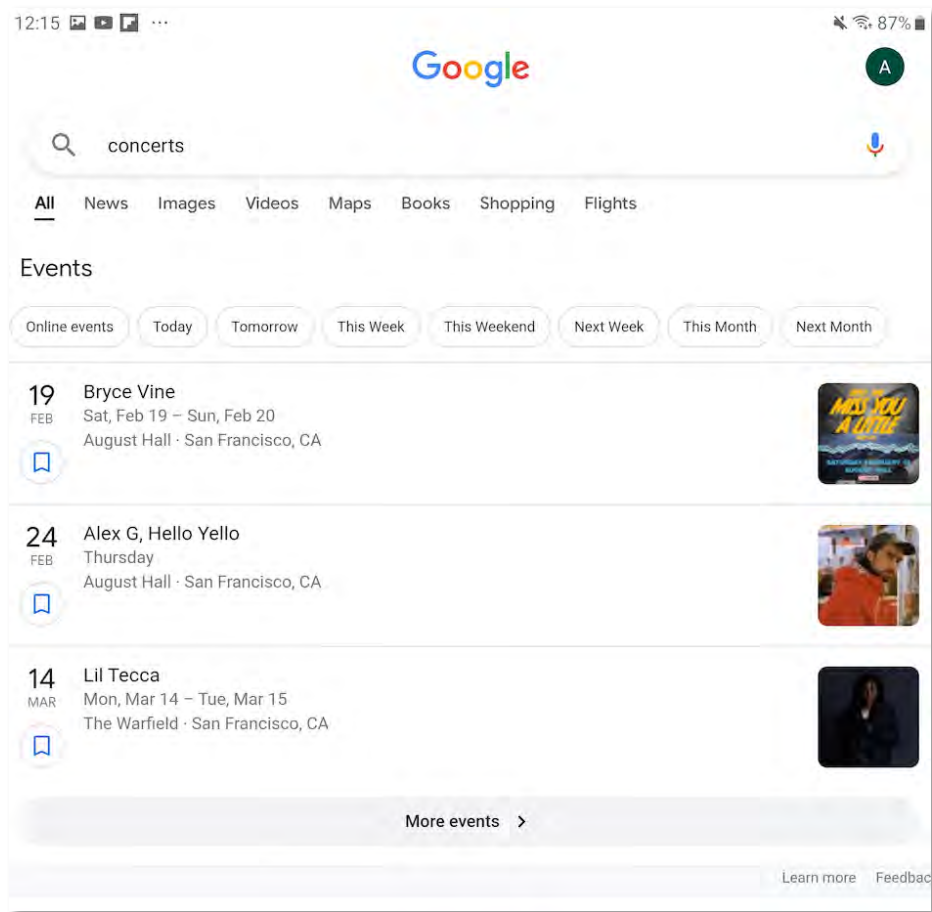 12:15 ... 87%
Google
A
concerts
All News Images Videos Maps Books Shopping Flights
Events
Online events Today Tomorrow This Week This Weekend Next Week This Month Next Month
19
FEB
Bryce Vine
Sat, Feb 19 – Sun, Feb 20
August Hall · San Francisco, CA
MISS YOU
A LITTLE
24
FEB
Alex G, Hello Yello
Thursday
August Hall · San Francisco, CA
14
MAR
Lil Tecca
Mon, Mar 14 – Tue, Mar 15
The Warfield · San Francisco, CA
More events >
Learn more Feedbac